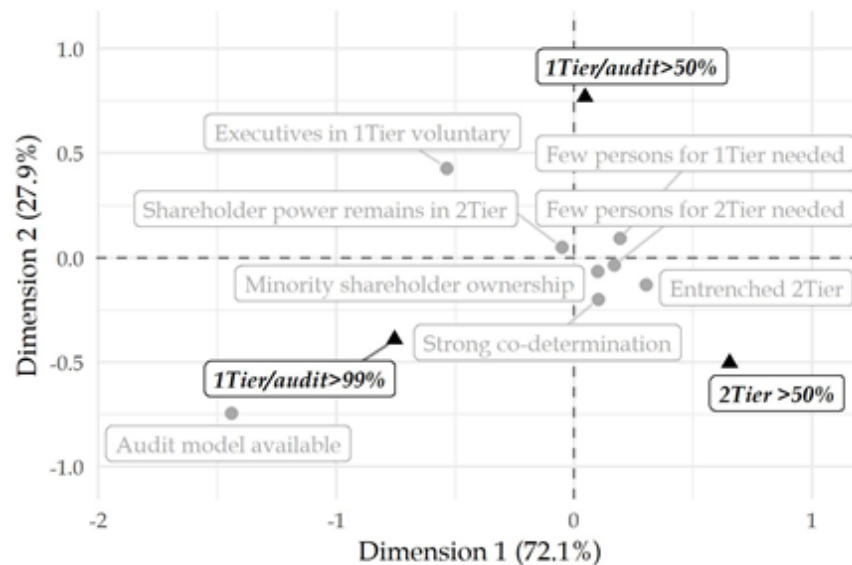 1.0
1Tier/audit>50%
Executives in 1Tier voluntary
0.5
Few persons for 1Tier needed
Shareholder power remains in 2Tier
Few persons for 2Tier needed
0.0
Minority shareholder ownership
Entrenched 2Tier
Strong co-determination
-0.5
1Tier/audit>99%
2Tier >50%
Audit model available
-1.0
-2
-1
0
1
Dimension 1 (72.1%)
Dimension 2 (27.9%)